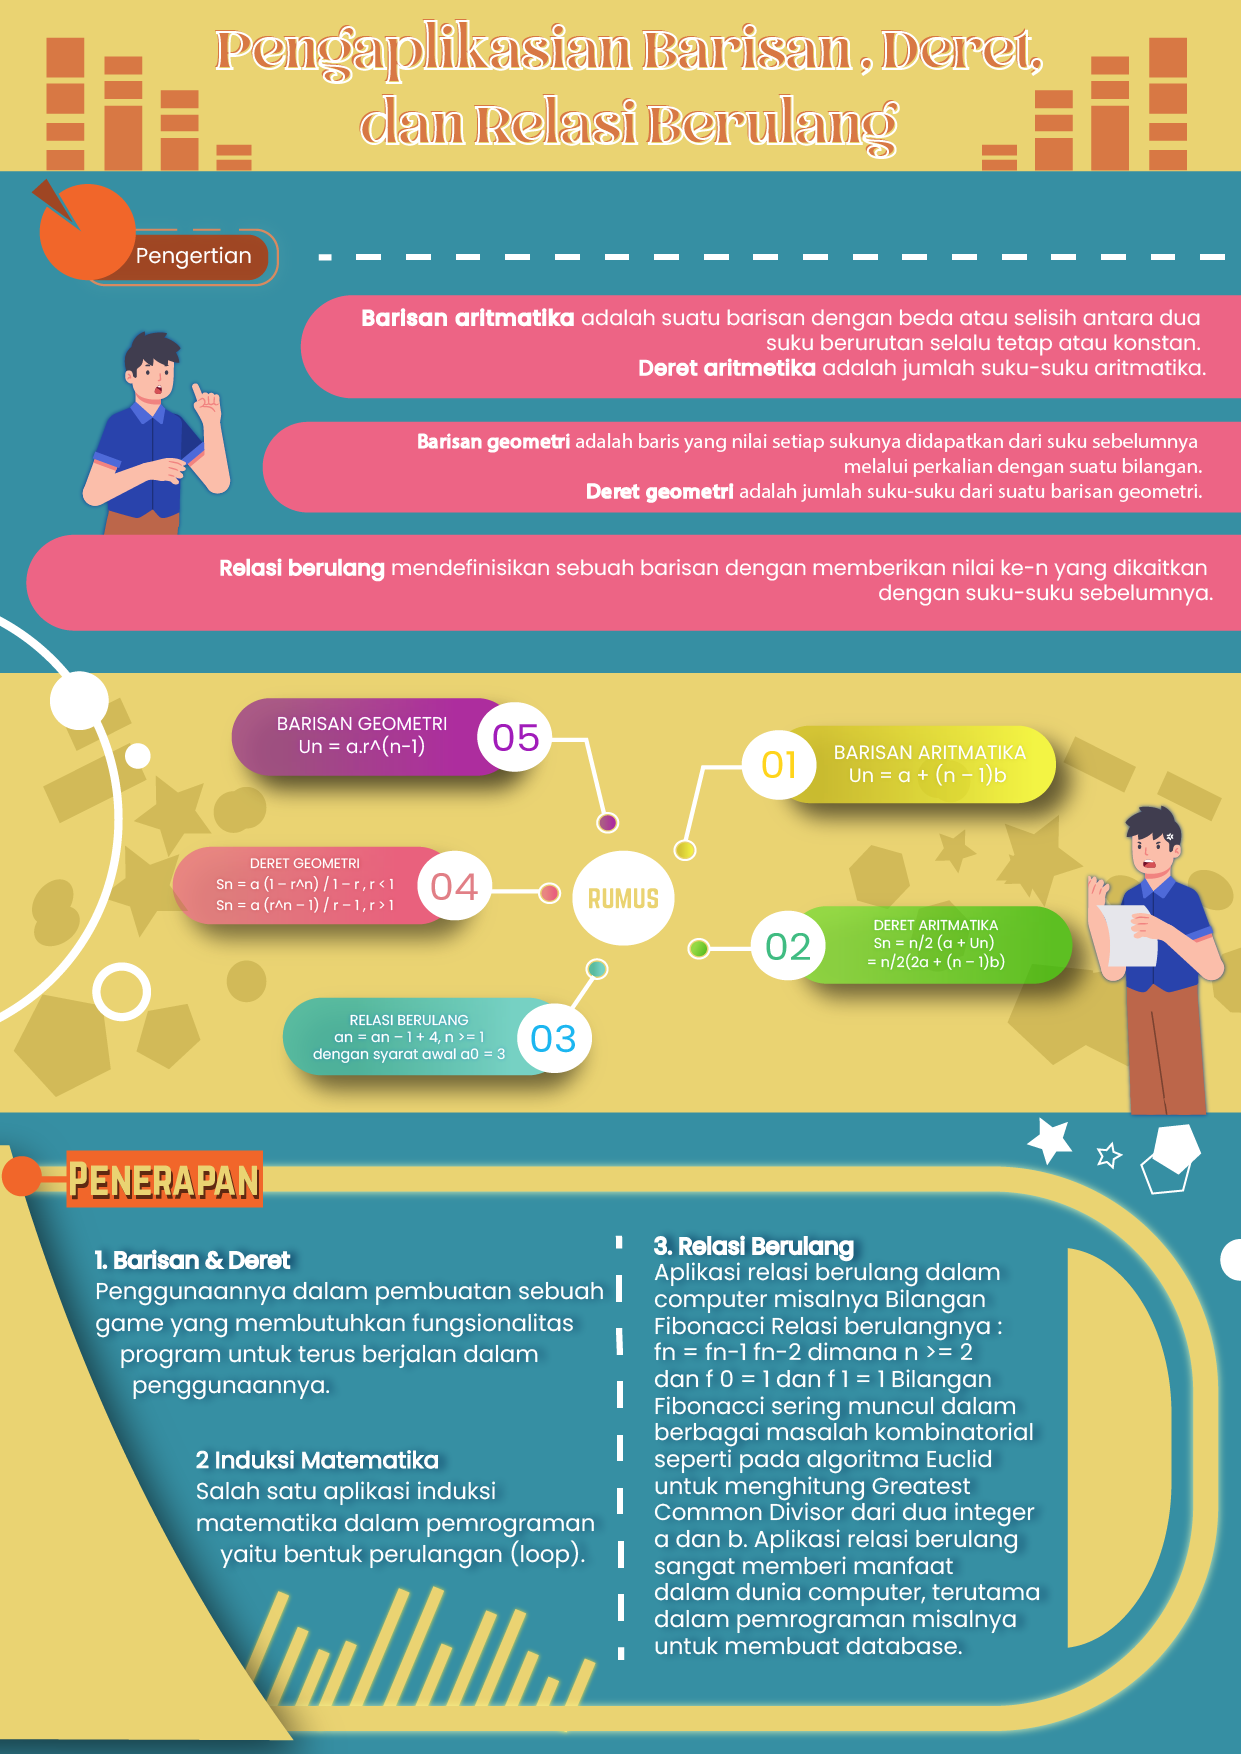 Pengaplikasian Barisan , Deret,
dan Relasi Berulang
Pengertian
Barisan aritmatika adalah suatu barisan dengan beda atau selisih antara dua
suku berurutan selalu tetap atau konstan.
Deret aritmetika adalah jumlah suku-suku aritmatika.
Barisan geometri adalah baris yang nilai setiap sukunya didapatkan dari suku sebelumnya
melalui perkalian dengan suatu bilangan.
Deret geometri adalah jumlah suku-suku dari suatu barisan geometri.
Relasi berulang mendefinisikan sebuah barisan dengan memberikan nilai ke-n yang dikaitkan
dengan suku-suku sebelumnya.
RUMUS
01
BARISAN ARITMATIKA
Un = a + (n – 1)b
02
DERET ARITMATIKA
Sn = n/2 (a + Un)
= n/2(2a + (n – 1)b)
03
RELASI BERULANG
an = an – 1 + 4, n >= 1
dengan syarat awal a0 = 3
04
DERET GEOMETRI
Sn = a (1 – r^n) / 1 – r , r < 1
Sn = a (r^n – 1) / r – 1 , r > 1
05
BARISAN GEOMETRI
Un = a.r^(n-1)
PENERAPAN
1. Barisan & Deret
Penggunaannya dalam pembuatan sebuah
game yang membutuhkan fungsionalitas
program untuk terus berjalan dalam
penggunaannya.
2 Induksi Matematika
Salah satu aplikasi induksi
matematika dalam pemrograman
yaitu bentuk perulangan (loop).
3. Relasi Berulang
Aplikasi relasi berulang dalam
computer misalnya Bilangan
Fibonacci Relasi berulangnya :
fn = fn-1 fn-2 dimana n >= 2
dan f 0 = 1 dan f 1 = 1 Bilangan
Fibonacci sering muncul dalam
berbagai masalah kombinatorial
seperti pada algoritma Euclid
untuk menghitung Greatest
Common Divisor dari dua integer
a dan b. Aplikasi relasi berulang
sangat memberi manfaat
dalam dunia computer, terutama
dalam pemrograman misalnya
untuk membuat database.